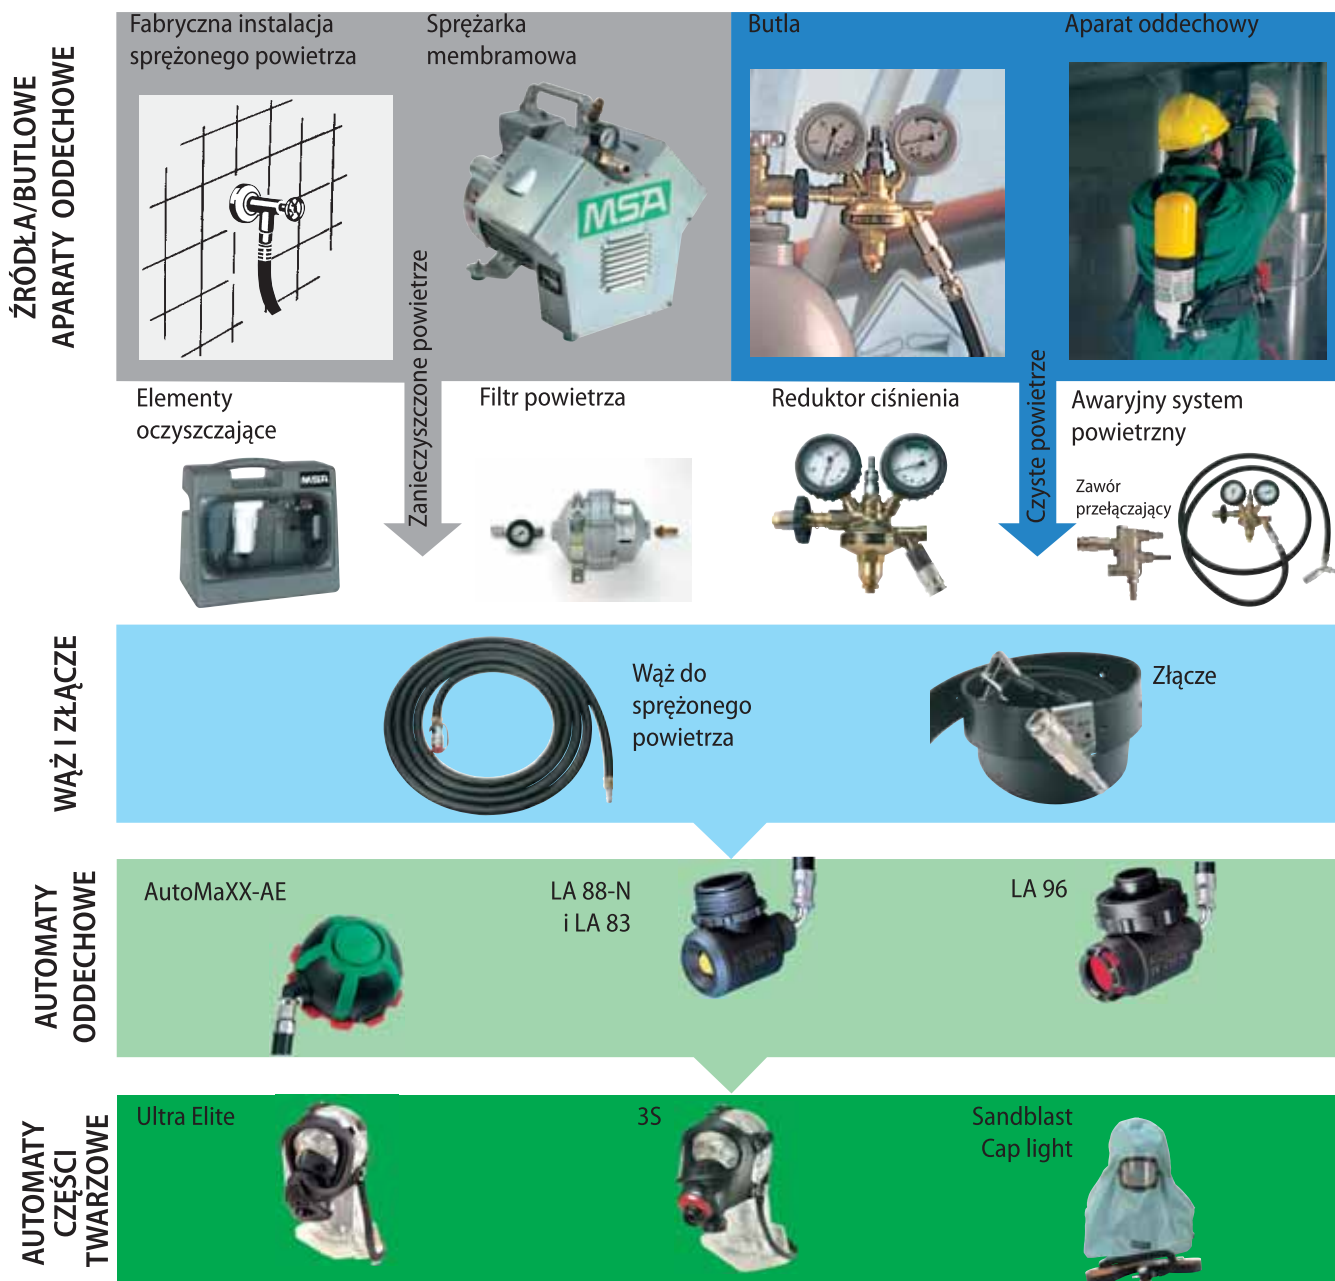 ŹRÓDŁA/BUTLOWE
APARATY ODDECHOWE
Fabryczna instalacja
sprężonego powietrza
Sprężarka
membramowa
Butla
Aparat oddechowy
MSA
Zanieczyszczone powietrze
Czyste powietrze
Elementy
oczyszczające
MSA
Filtr powietrza
Reduktor ciśnienia
Awaryjny system
powietrzny
Zawór
przełączający
WĄŻ I ZŁĄCZE
Wąż do
sprężonego
powietrza
Złącze
AUTOMATY
ODDECHOWE
AutoMaXX-AE
LA 88-N
i LA 83
LA 96
AUTOMATY
CZĘŚCI
TWARZOWE
Ultra Elite
3S
Sandblast
Cap light